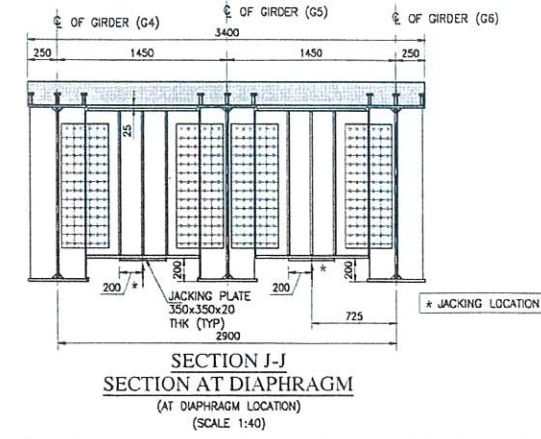 ℄ OF GIRDER (G4)
℄ OF GIRDER (G5)
℄ OF GIRDER (G6)
3400
250
1450
1450
250
25
200
200
200
200
*
*
JACKING PLATE
350x350x20
THK (TYP)
* JACKING LOCATION
725
2900
SECTION J-J
SECTION AT DIAPHRAGM
(AT DIAPHRAGM LOCATION)
(SCALE 1:40)